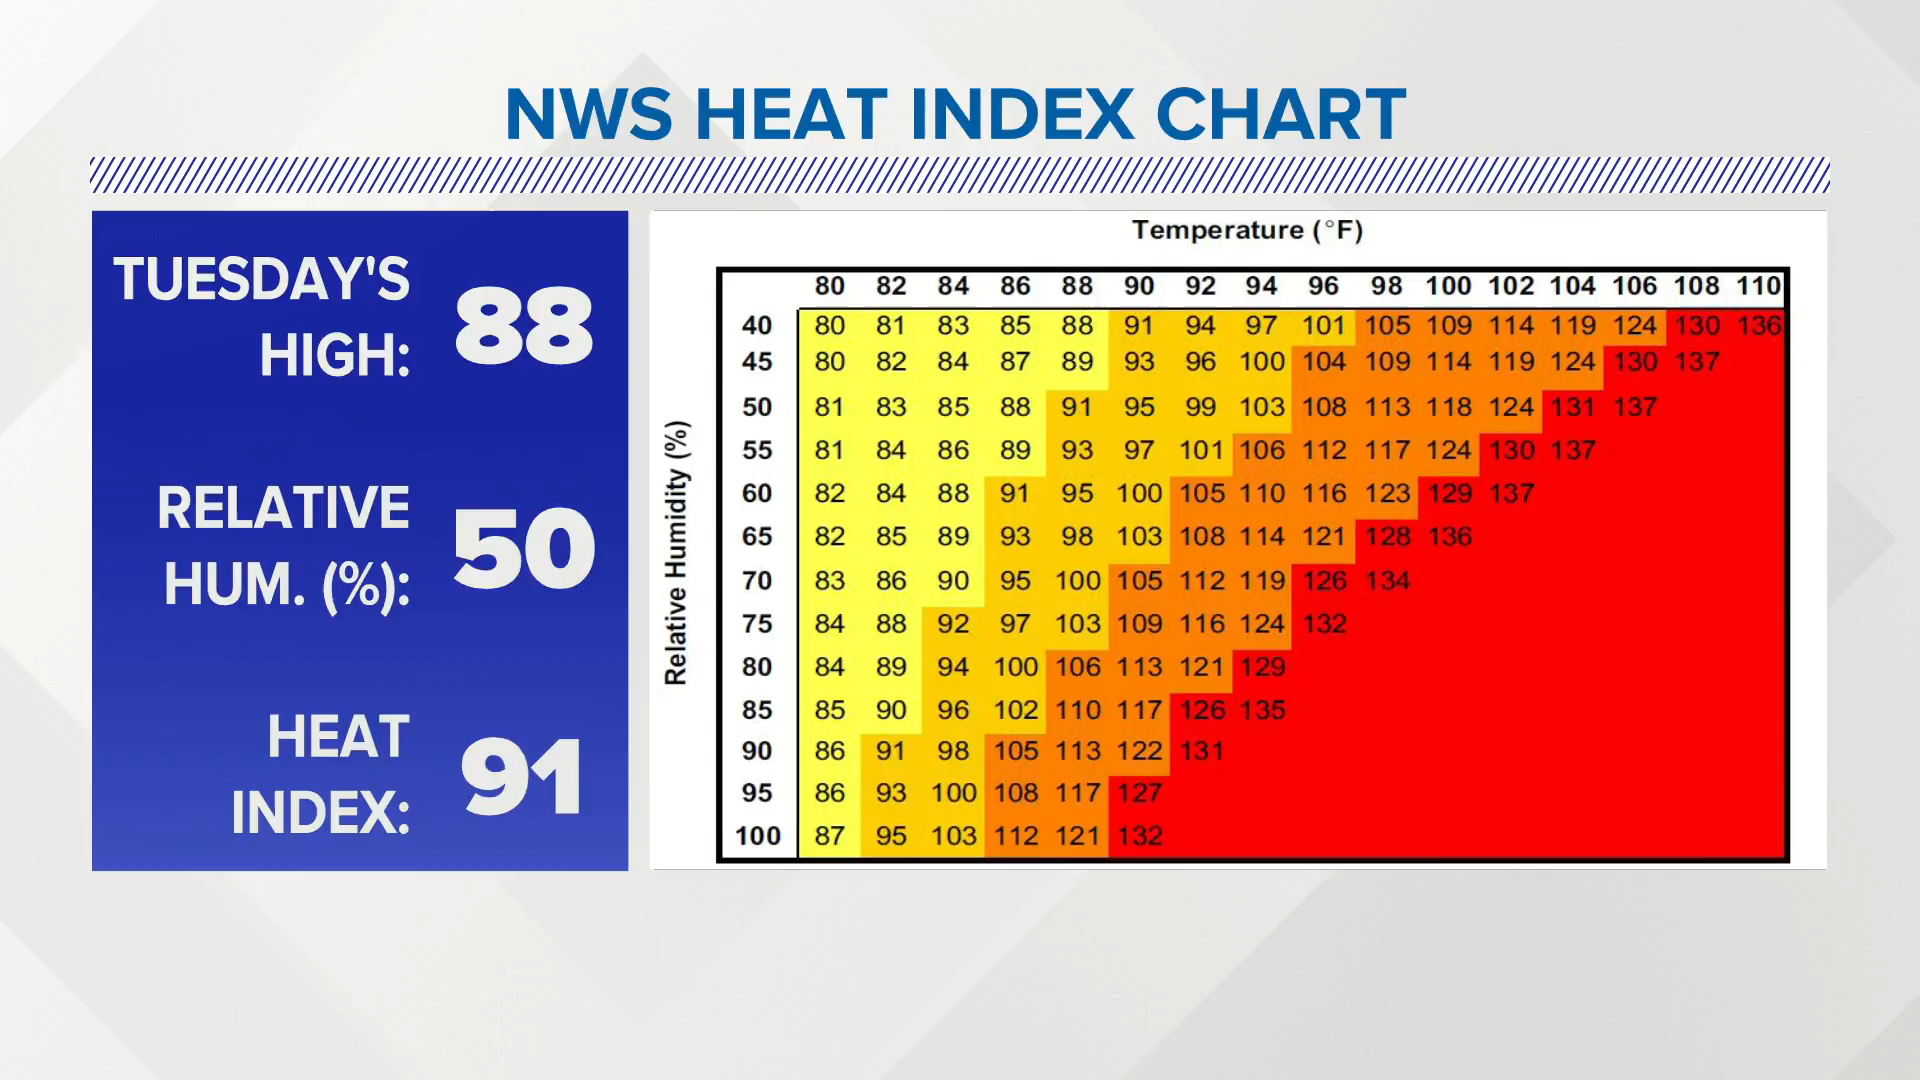 NWS HEAT INDEX CHART
TUESDAY'S
HIGH:
88
RELATIVE
HUM. (%):
50
HEAT
INDEX:
91
Temperature (°F)
Relative Humidity (%)
80 82 84 86 88 90 92 94 96 98 100 102 104 106 108 110
40 80 81 83 85 88 91 94 97 101 105 109 114 119 124 130 136
45 80 82 84 87 89 93 96 100 104 109 114 119 124 130 137
50 81 83 85 88 91 95 99 103 108 113 118 124 131 137
55 81 84 86 89 93 97 101 106 112 117 124 130 137
60 82 84 88 91 95 100 105 110 116 123 129 137
65 82 85 89 93 98 103 108 114 121 128 136
70 83 86 90 95 100 105 112 119 126 134
75 84 88 92 97 103 109 116 124 132
80 84 89 94 100 106 113 121 129
85 85 90 96 102 110 117 126 135
90 86 91 98 105 113 122 131
95 86 93 100 108 117 127
100 87 95 103 112 121 132